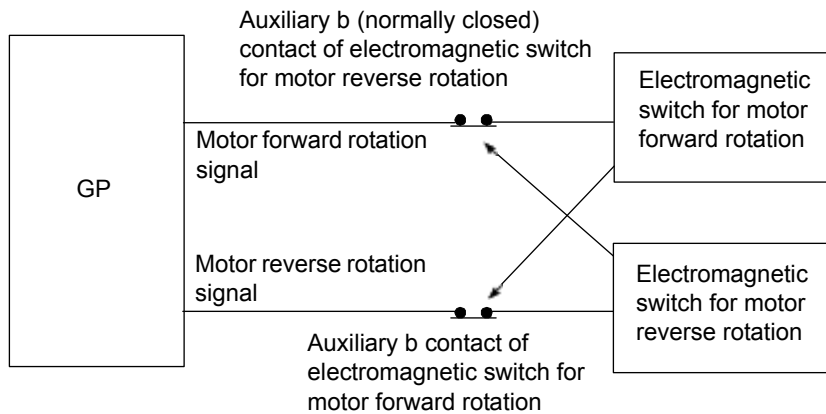 Auxiliary b (normally closed)
contact of electromagnetic switch
for motor reverse rotation
Electromagnetic
switch for motor
forward rotation
Motor forward rotation
signal
GP
Motor reverse rotation
signal
Electromagnetic
switch for motor
reverse rotation
Auxiliary b contact of
electromagnetic switch for
motor forward rotation